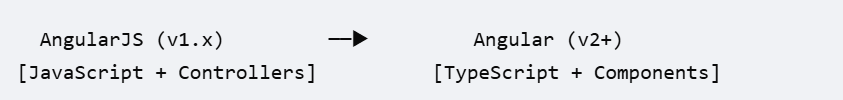 AngularJS (v1.x) ──▶ Angular (v2+)
[JavaScript + Controllers] [TypeScript + Components]